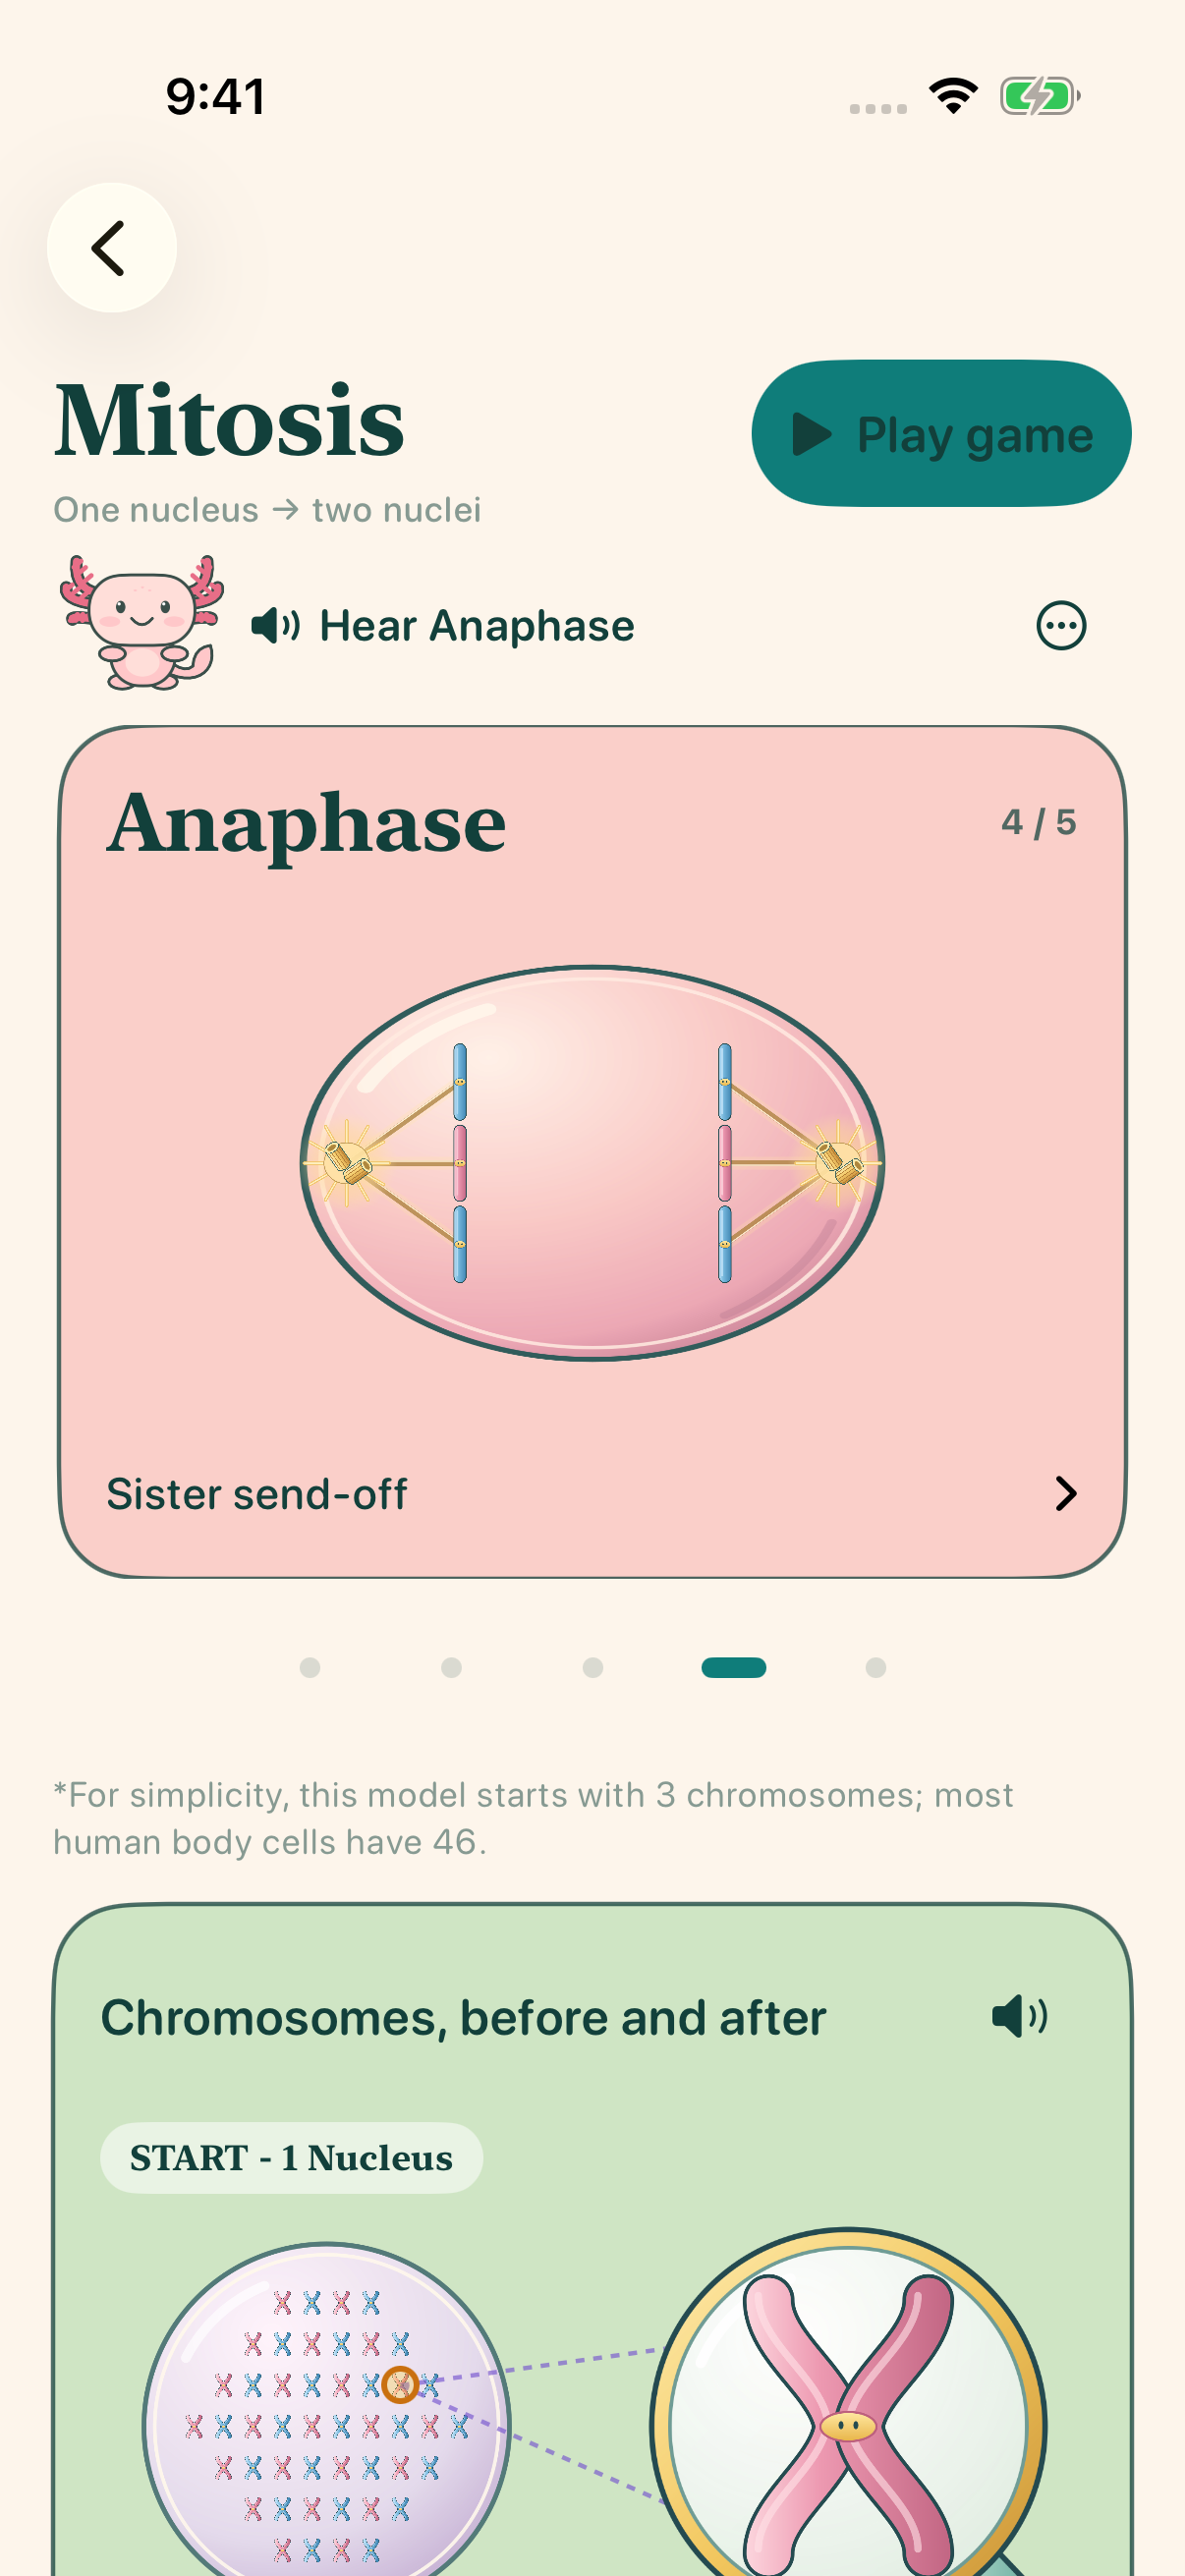 9:41
Mitosis
Play game
One nucleus → two nuclei
Hear Anaphase
Anaphase
4 / 5
Sister send-off
*For simplicity, this model starts with 3 chromosomes; most
human body cells have 46.
Chromosomes, before and after
START - 1 Nucleus